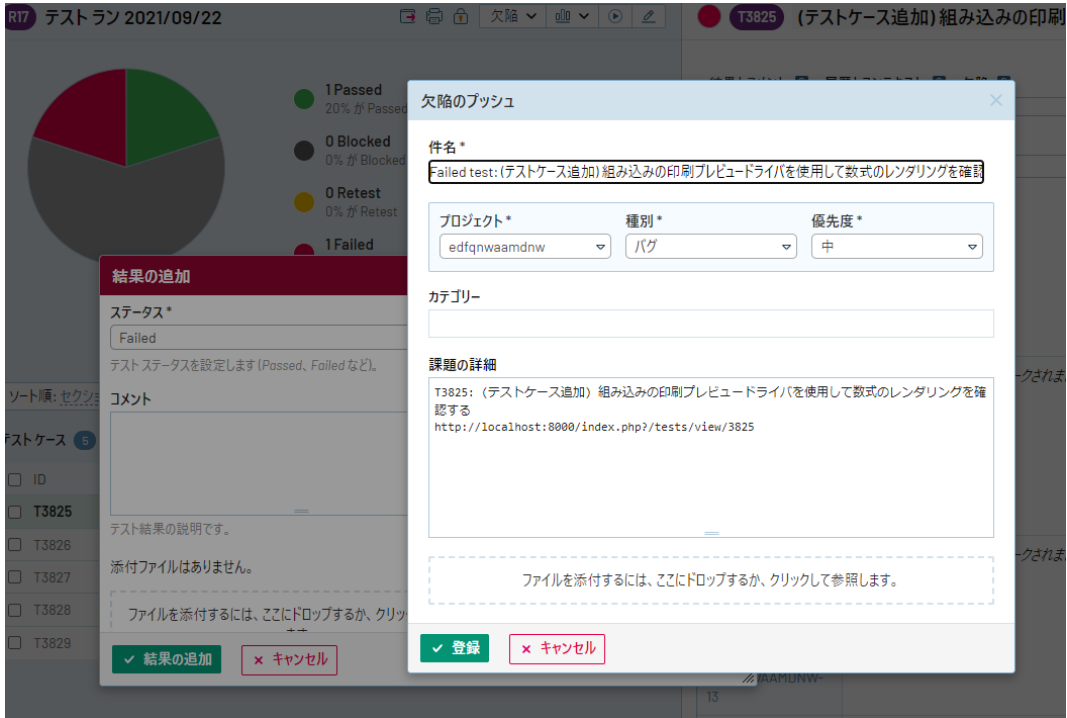 R17 テスト ラン 2021/09/22
欠陥
T3825 (テストケース追加) 組み込みの印刷
1 Passed
20% が Passed
0 Blocked
0% が Blocked
0 Retest
0% が Retest
1 Failed
ソート順: セクショ
テスト ケース 5
ID
T3825
T3826
T3827
T3828
T3829
結果の追加
ステータス *
Failed
テスト ステータスを設定します (Passed、Failed など)。
コメント
テスト結果の説明です。
添付ファイルはありません。
ファイルを添付するには、ここにドロップするか、クリッ
結果の追加
キャンセル
欠陥のプッシュ
件名 *
Failed test: (テストケース追加) 組み込みの印刷プレビュードライバを使用して数式のレンダリングを確認
プロジェクト *
種別 *
優先度 *
edfqnwaamdnw
バグ
中
カテゴリー
課題の詳細
T3825: (テストケース追加) 組み込みの印刷プレビュードライバを使用して数式のレンダリングを確
認する
http://localhost:8000/index.php?/tests/view/3825
ファイルを添付するには、ここにドロップするか、クリックして参照します。
登録
キャンセル
ークされま
ークされま
13